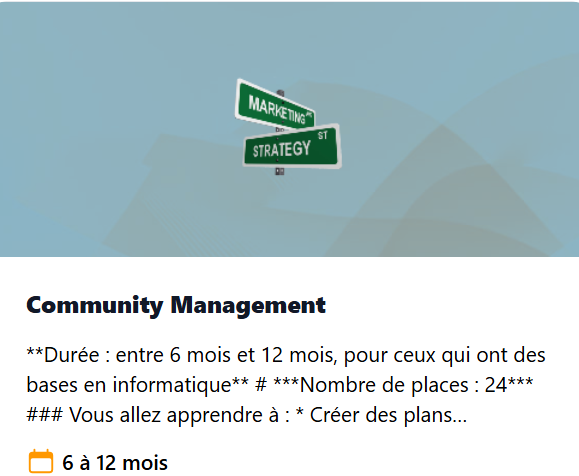 MARKETING AVE
STRATEGY ST
Community Management
**Durée : entre 6 mois et 12 mois, pour ceux qui ont des
bases en informatique** # ***Nombre de places : 24***
### Vous allez apprendre à : * Créer des plans...
6 à 12 mois